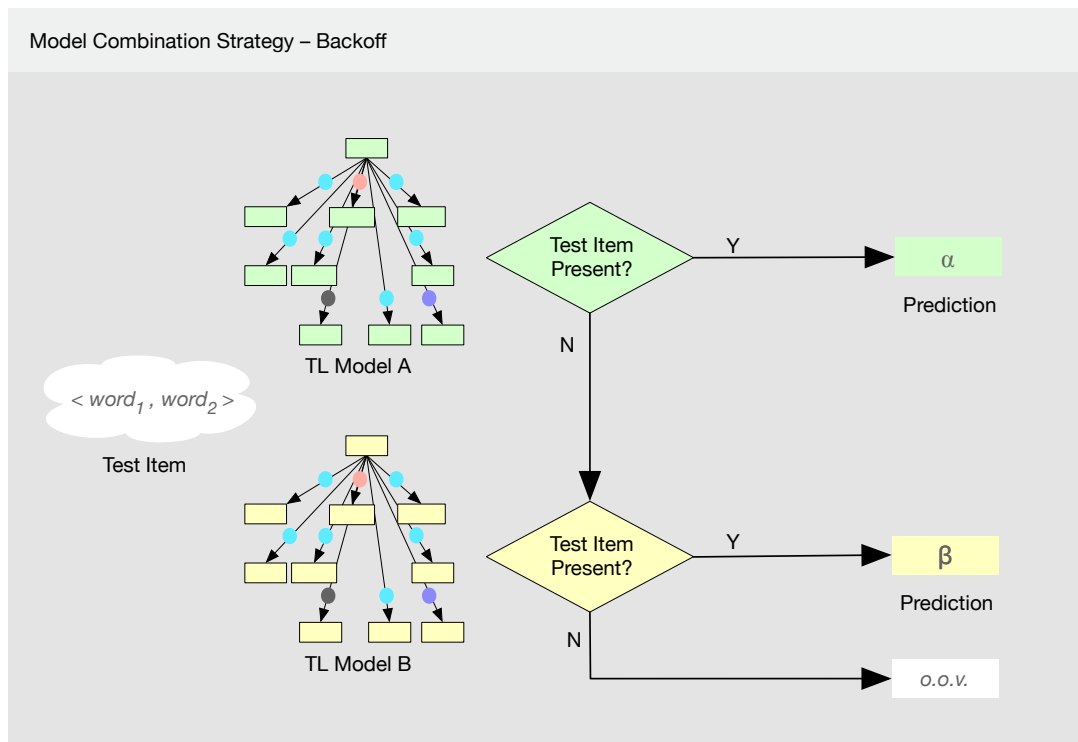 Model Combination Strategy – Backoff
Test Item
Present?
Y
α
Prediction
N
TL Model A
< word1 , word2 >
Test Item
Test Item
Present?
Y
β
Prediction
N
TL Model B
o.o.v.